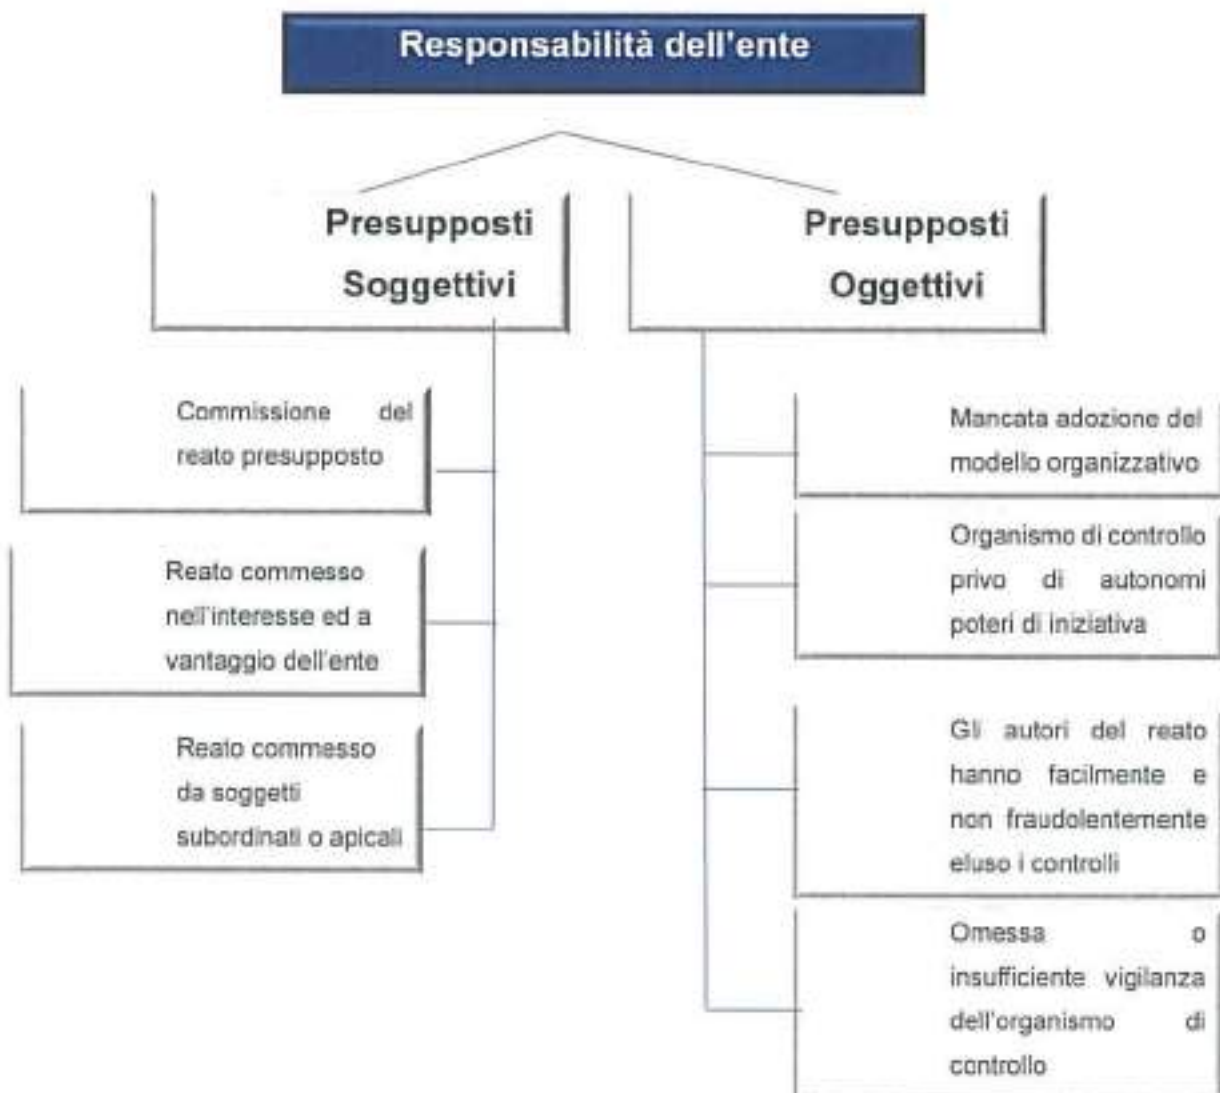 Responsabilità dell'ente
Presupposti
Soggettivi
Commissione del
reato presupposto
Reato commesso
nell'interesse ed a
vantaggio dell'ente
Reato commesso
da soggetti
subordinati o apicali
Presupposti
Oggettivi
Mancata adozione del
modello organizzativo
Organismo di controllo
privo di autonomi
poteri di iniziativa
Gli autori del reato
hanno facilmente e
non fraudolentemente
eluso i controlli
Omessa o
insufficiente vigilanza
dell'organismo di
controllo